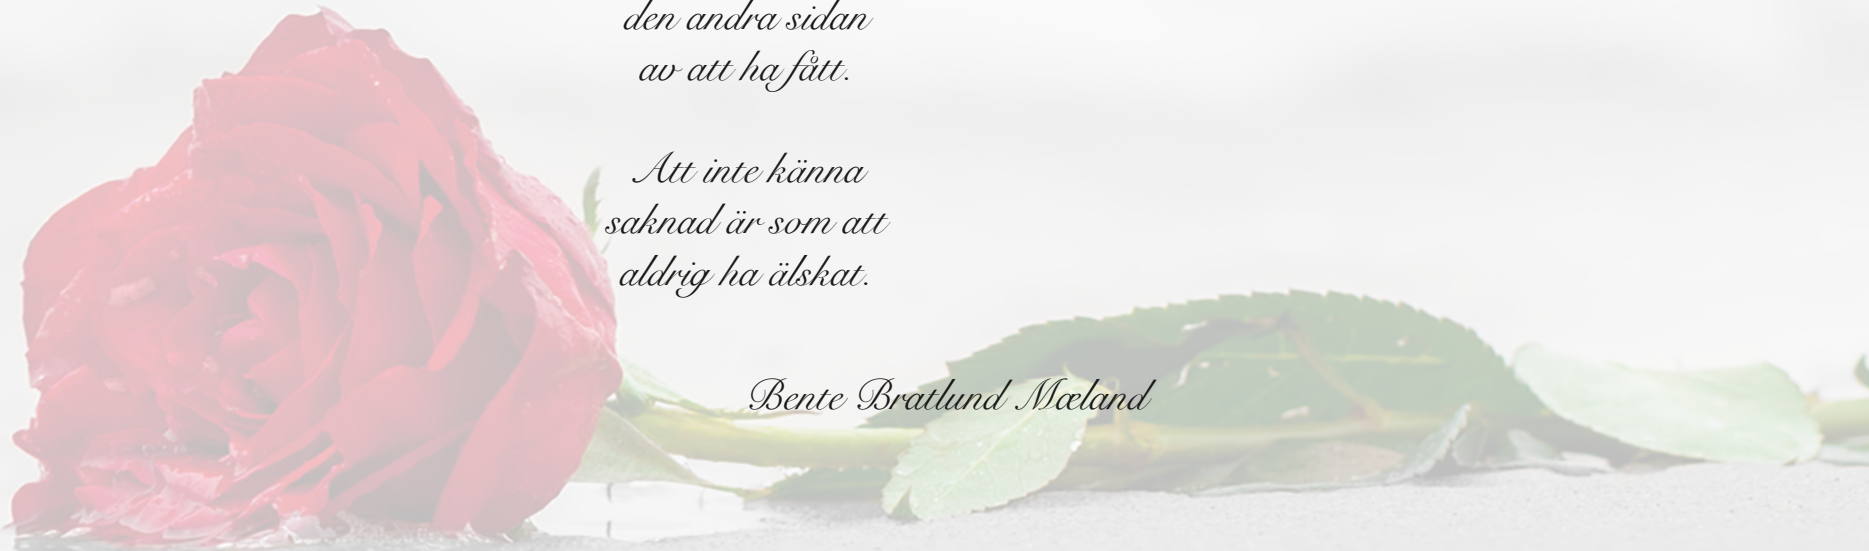 den andra sidan
av att ha fått.
Att inte känna
saknad är som att
aldrig ha älskat.
Bente Bratlund Mæland